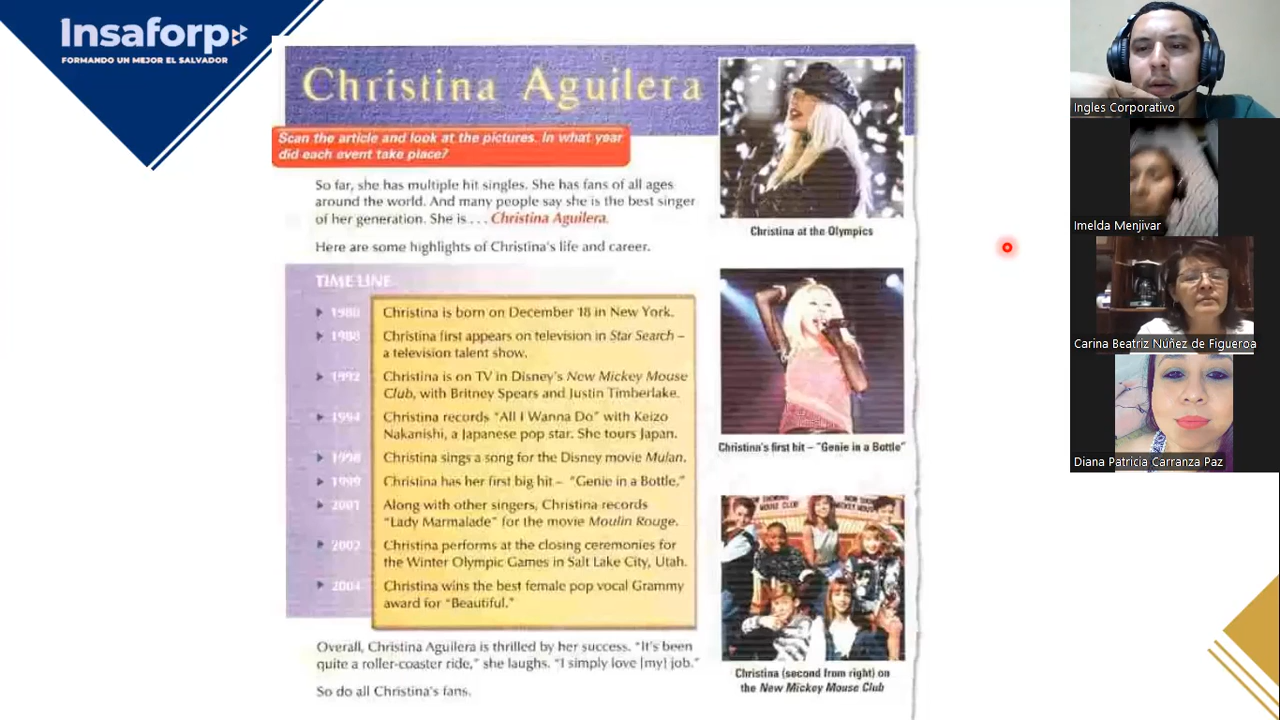 Insaforp
FORMANDO UN MEJOR EL SALVADOR
Christina Aguilera
Scan the article and look at the pictures. In what year
did each event take place?
So far, she has multiple hit singles. She has fans of all ages
around the world. And many people say she is the best singer
of her generation. She is . . . Christina Aguilera.
Here are some highlights of Christina's life and career.
TIME LINE
1980 Christina is born on December 18 in New York.
1988 Christina first appears on television in Star Search –
a television talent show.
1992 Christina is on TV in Disney's New Mickey Mouse
Club, with Britney Spears and Justin Timberlake.
1994 Christina records "All I Wanna Do" with Keizo
Nakanishi, a Japanese pop star. She tours Japan.
1998 Christina sings a song for the Disney movie Mulan.
1999 Christina has her first big hit – "Genie in a Bottle."
2001 Along with other singers, Christina records
"Lady Marmalade" for the movie Moulin Rouge.
2002 Christina performs at the closing ceremonies for
the Winter Olympic Games in Salt Lake City, Utah.
2004 Christina wins the best female pop vocal Grammy
award for "Beautiful."
Overall, Christina Aguilera is thrilled by her success. "It's been
quite a roller-coaster ride," she laughs. "I simply love [my] job."
So do all Christina's fans.
Christina at the Olympics
Christina's first hit – "Genie in a Bottle"
Christina (second from right) on
the New Mickey Mouse Club
Ingles Corporativo
Imelda Menjivar
Carina Beatriz Núñez de Figueroa
Diana Patricia Carranza Paz